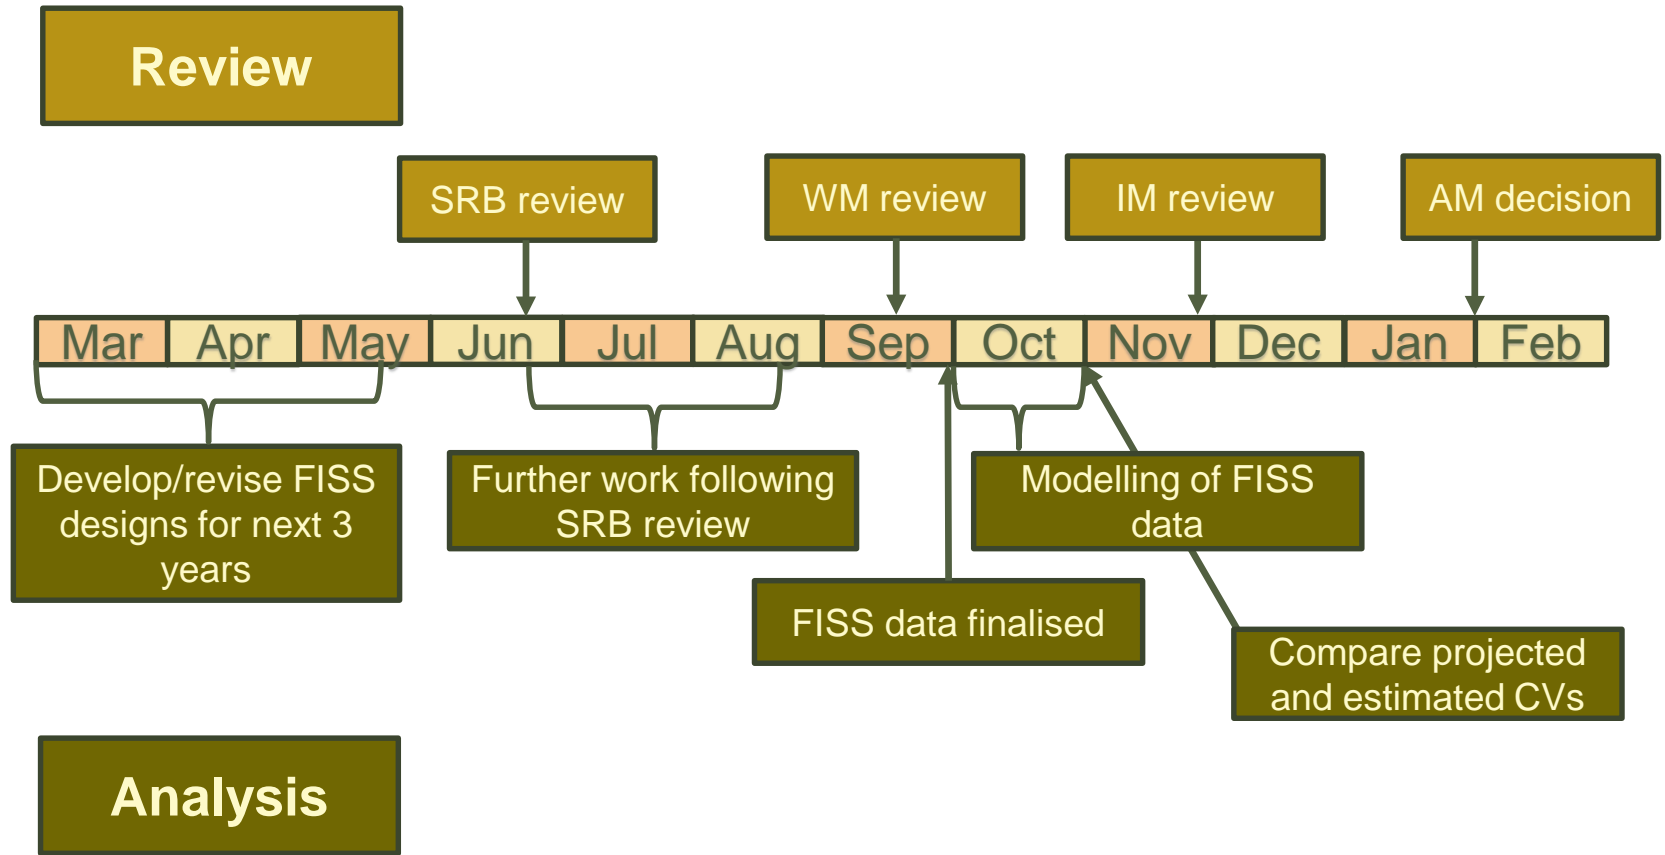 Review
SRB review
WM review
IM review
AM decision
Mar Apr May Jun Jul Aug Sep Oct Nov Dec Jan Feb
Develop/revise FISS
designs for next 3
years
Further work following
SRB review
Modelling of FISS
data
FISS data finalised
Compare projected
and estimated CVs
Analysis